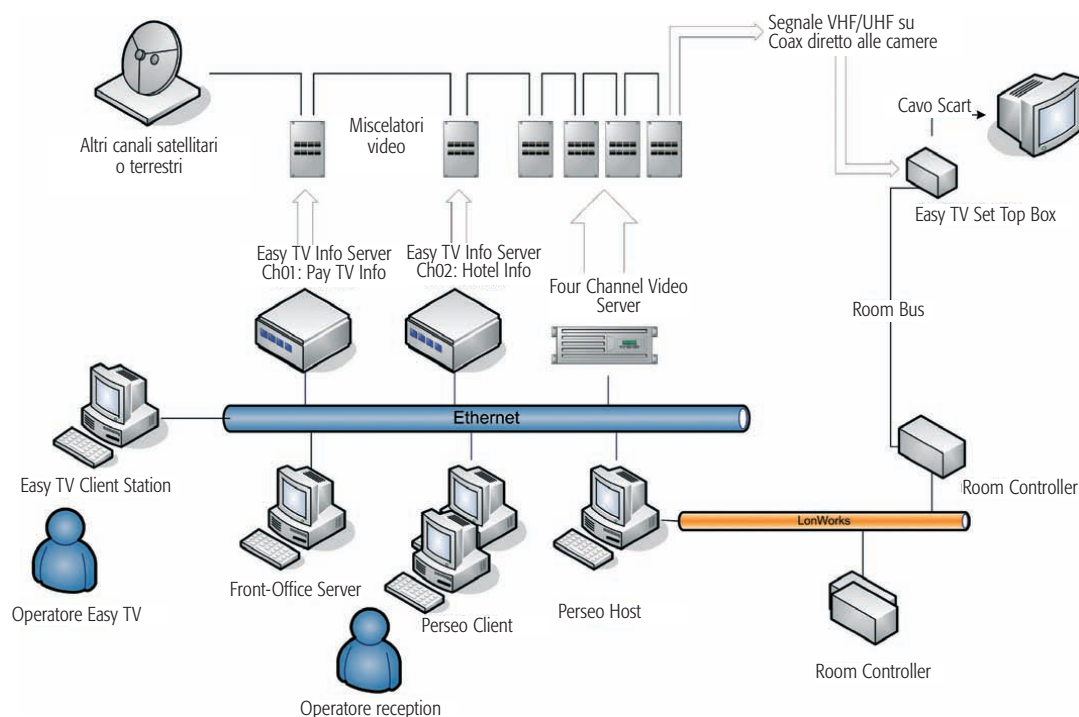 Segnale VHF/UHF su
Coax diretto alle camere
Altri canali satellitari
o terrestri
Miscelatori
video
Cavo Scart
Easy TV Set Top Box
Easy TV Info Server
Ch01: Pay TV Info
Easy TV Info Server
Ch02: Hotel Info
Four Channel Video
Server
Room Bus
Ethernet
Easy TV Client Station
Room Controller
LonWorks
Front-Office Server
Perseo Client
Perseo Host
Operatore Easy TV
Room Controller
Operatore reception